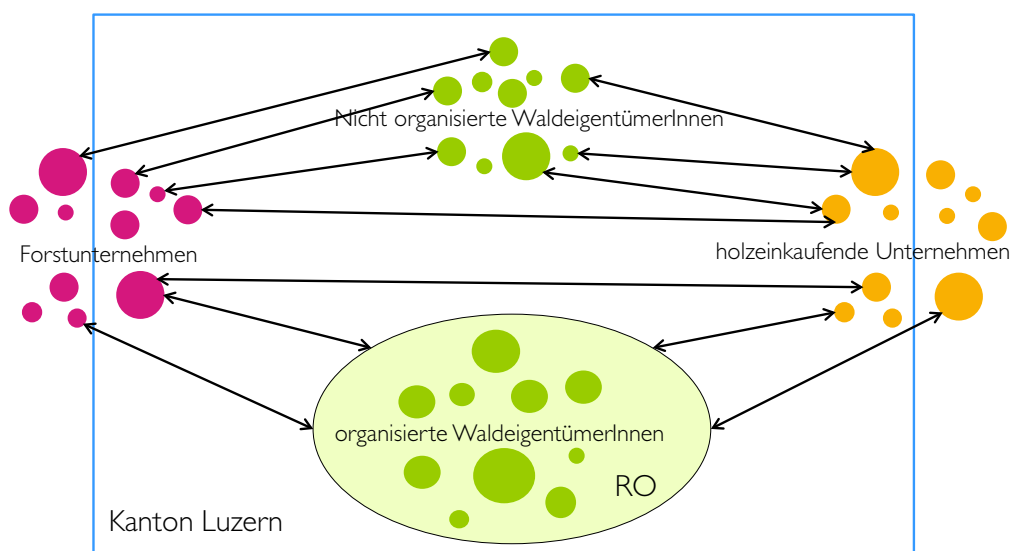 Nicht organisierte WaldeigentümerInnen
Forstunternehmen
holzeinkaufende Unternehmen
organisierte WaldeigentümerInnen
RO
Kanton Luzern